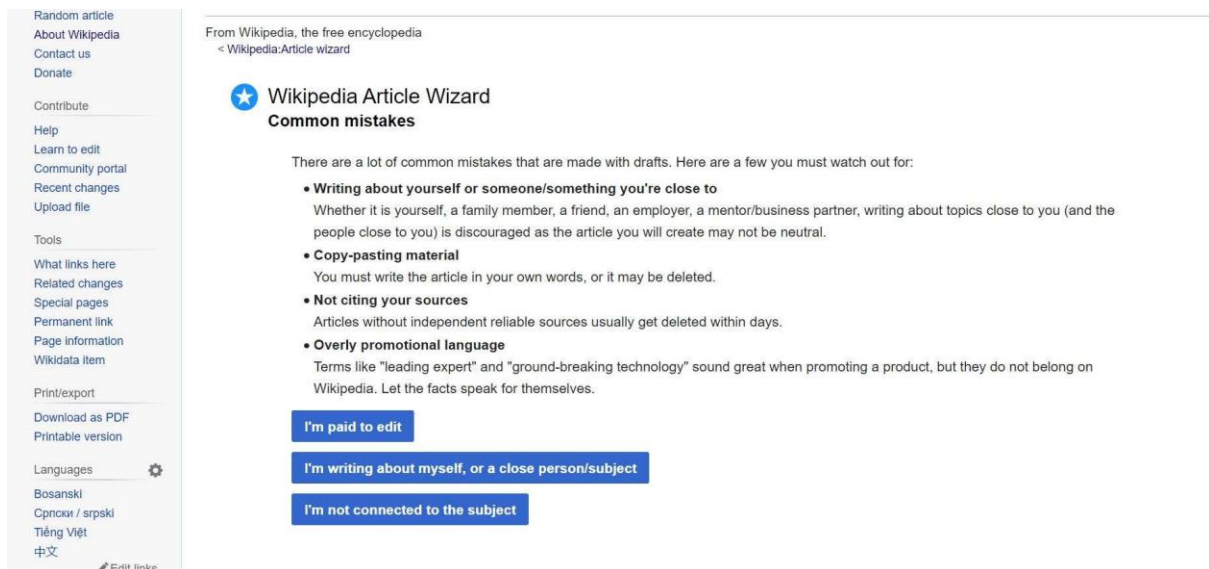 Random article
About Wikipedia
Contact us
Donate
Contribute
Help
Learn to edit
Community portal
Recent changes
Upload file
Tools
What links here
Related changes
Special pages
Permanent link
Page information
Wikidata item
Print/export
Download as PDF
Printable version
Languages
Bosanski
Српски / srpski
Tiếng Việt
中文
Edit links
From Wikipedia, the free encyclopedia
< Wikipedia:Article wizard
Wikipedia Article Wizard
Common mistakes
There are a lot of common mistakes that are made with drafts. Here are a few you must watch out for:
• Writing about yourself or someone/something you're close to
Whether it is yourself, a family member, a friend, an employer, a mentor/business partner, writing about topics close to you (and the
people close to you) is discouraged as the article you will create may not be neutral.
• Copy-pasting material
You must write the article in your own words, or it may be deleted.
• Not citing your sources
Articles without independent reliable sources usually get deleted within days.
• Overly promotional language
Terms like "leading expert" and "ground-breaking technology" sound great when promoting a product, but they do not belong on
Wikipedia. Let the facts speak for themselves.
I'm paid to edit
I'm writing about myself, or a close person/subject
I'm not connected to the subject